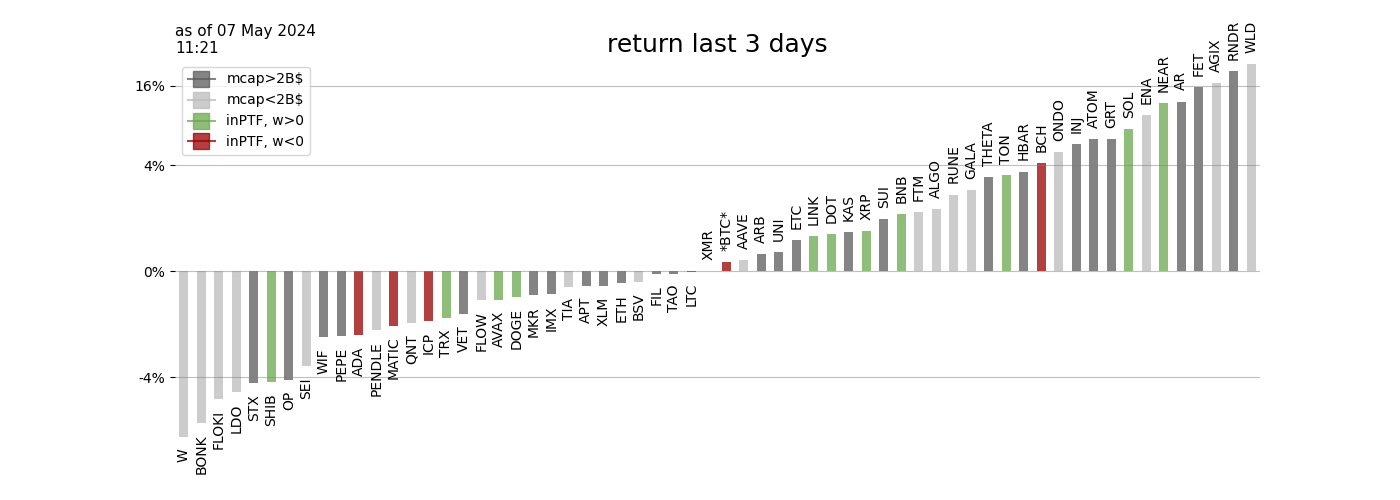 as of 07 May 2024
11:21
return last 3 days
mcap>2B$
mcap<2B$
inPTF, w>0
inPTF, w<0
16%
4%
0%
-4%
W
BONK
FLOKI
LDO
STX
SHIB
OP
SEI
WIF
PEPE
ADA
PENDLE
MATIC
QNT
ICP
TRX
VET
FLOW
AVAX
DOGE
MKR
IMX
TIA
APT
XLM
ETH
BSV
FIL
TAO
LTC
XMR
*BTC*
AAVE
ARB
UNI
ETC
LINK
DOT
KAS
XRP
SUI
BNB
FTM
ALGO
RUNE
GALA
THETA
TON
HBAR
BCH
ONDO
INJ
ATOM
GRT
SOL
ENA
NEAR
AR
FET
AGIX
RNDR
WLD